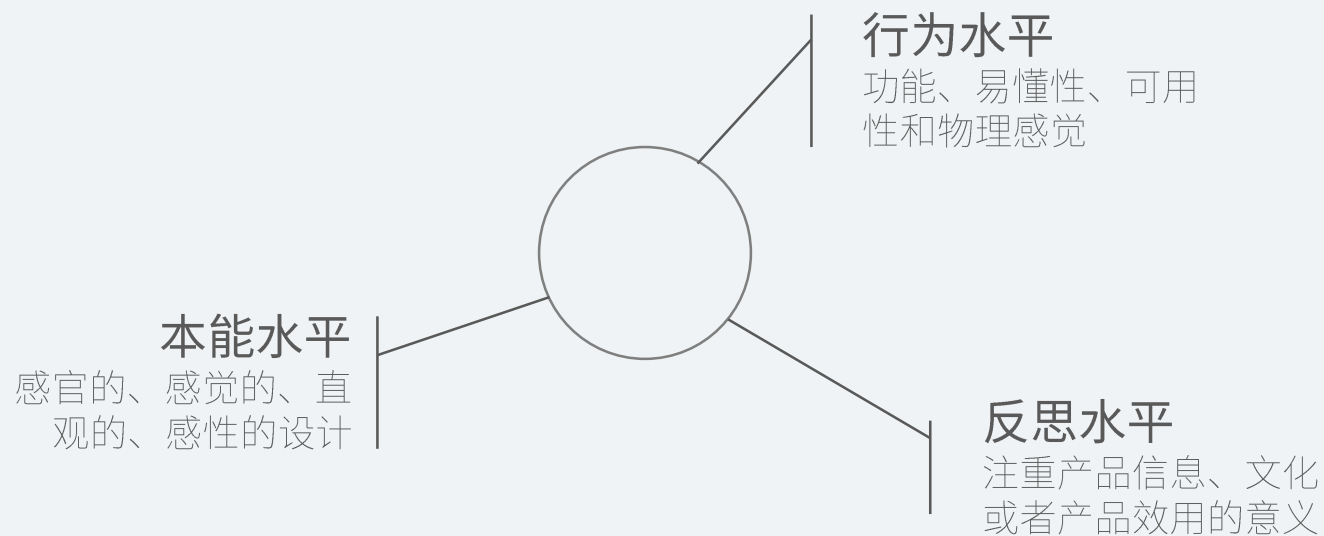 行为水平
功能、易懂性、可用
性和物理感觉
本能水平
感官的、感觉的、直
观的、感性的设计
反思水平
注重产品信息、文化
或者产品效用的意义